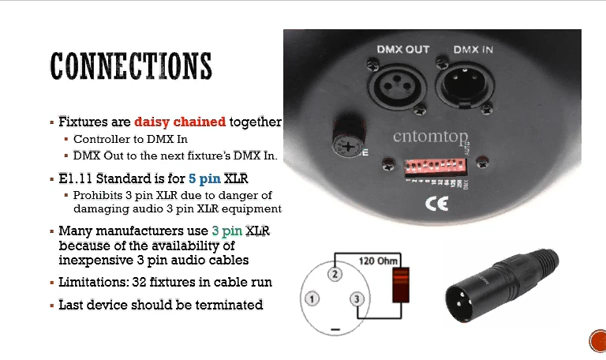 CONNECTIONS
Fixtures are daisy chained together
Controller to DMX In
DMX Out to the next fixture's DMX In.
E1.11 Standard is for 5 pin XLR
Prohibits 3 pin XLR due to danger of
damaging audio 3 pin XLR equipment
Many manufacturers use 3 pin XLR
because of the availability of
inexpensive 3 pin audio cables
Limitations: 32 fixtures in cable run
Last device should be terminated
DMX OUT DMX IN
cntomtop
CE
120 Ohm
2
1
3